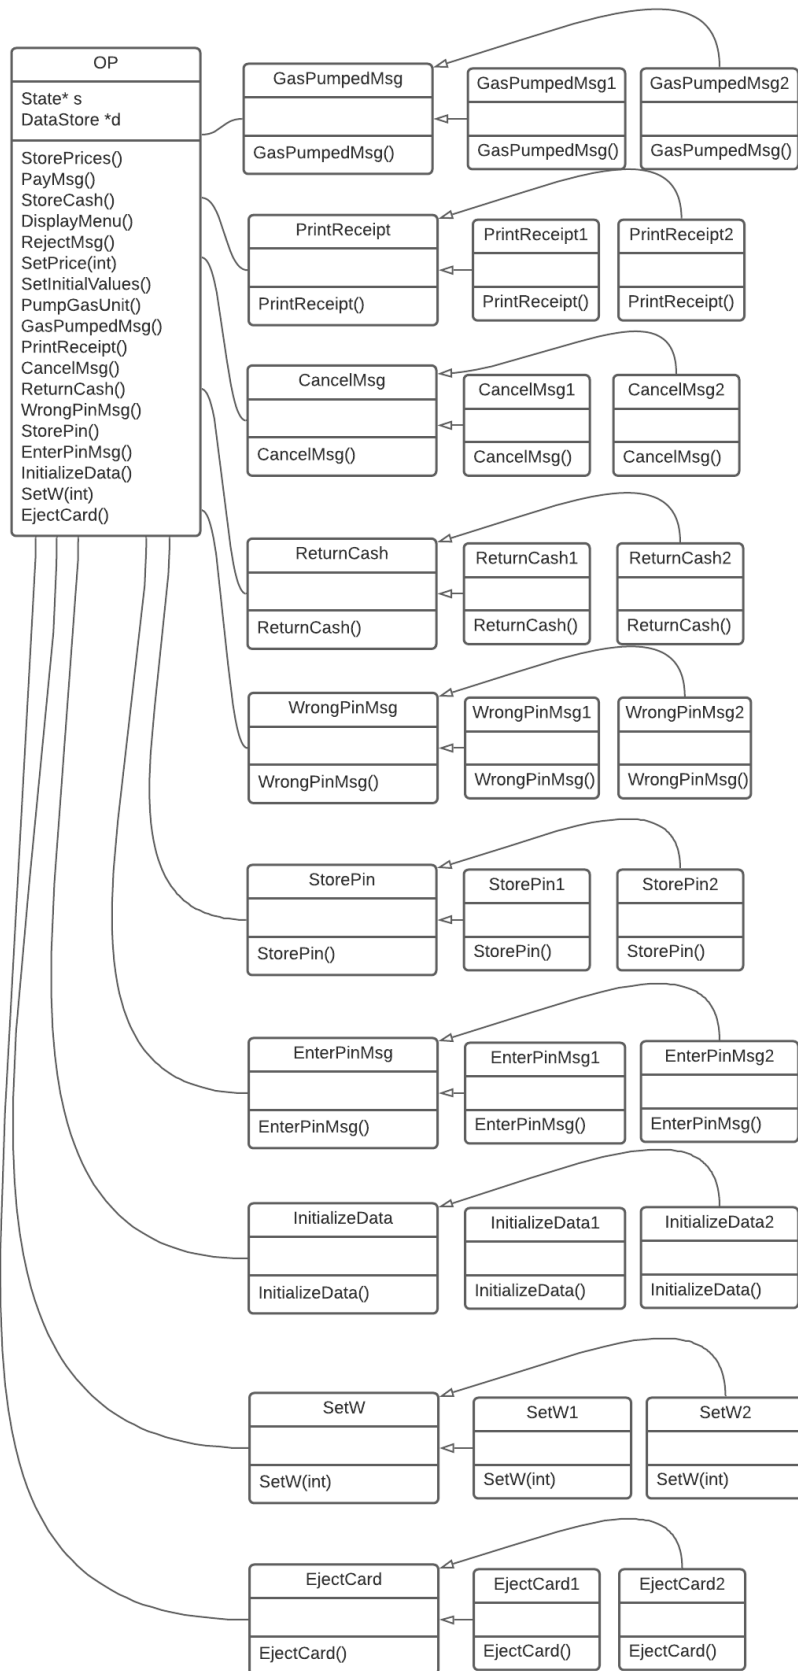 OP
State* s
DataStore *d
StorePrices()
PayMsg()
StoreCash()
DisplayMenu()
RejectMsg()
SetPrice(int)
SetInitialValues()
PumpGasUnit()
GasPumpedMsg()
PrintReceipt()
CancelMsg()
ReturnCash()
WrongPinMsg()
StorePin()
EnterPinMsg()
InitializeData()
SetW(int)
EjectCard()
GasPumpedMsg
GasPumpedMsg()
GasPumpedMsg1
GasPumpedMsg()
GasPumpedMsg2
GasPumpedMsg()
PrintReceipt
PrintReceipt()
PrintReceipt1
PrintReceipt()
PrintReceipt2
PrintReceipt()
CancelMsg
CancelMsg()
CancelMsg1
CancelMsg()
CancelMsg2
CancelMsg()
ReturnCash
ReturnCash()
ReturnCash1
ReturnCash()
ReturnCash2
ReturnCash()
WrongPinMsg
WrongPinMsg()
WrongPinMsg1
WrongPinMsg()
WrongPinMsg2
WrongPinMsg()
StorePin
StorePin()
StorePin1
StorePin()
StorePin2
StorePin()
EnterPinMsg
EnterPinMsg()
EnterPinMsg1
EnterPinMsg()
EnterPinMsg2
EnterPinMsg()
InitializeData
InitializeData()
InitializeData1
InitializeData()
InitializeData2
InitializeData()
SetW
SetW(int)
SetW1
SetW(int)
SetW2
SetW(int)
EjectCard
EjectCard()
EjectCard1
EjectCard()
EjectCard2
EjectCard()